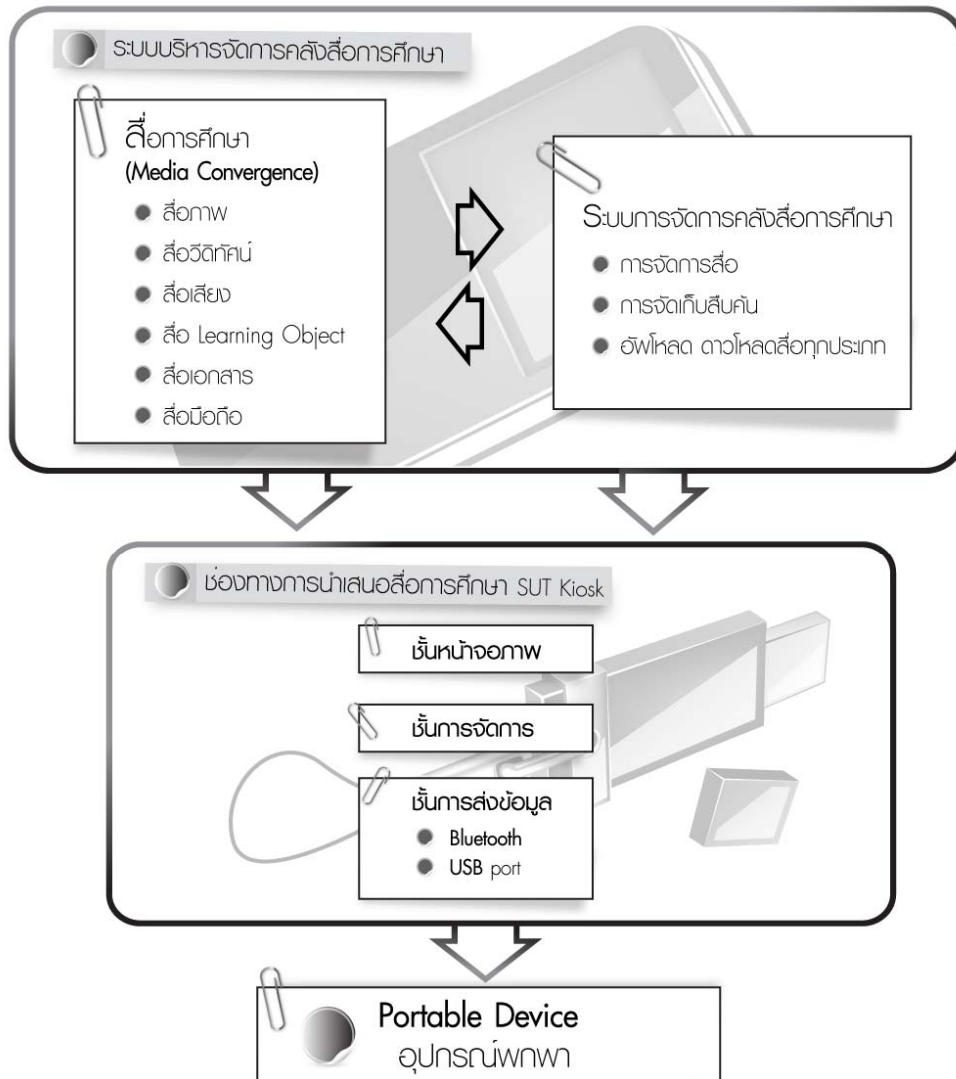 ระบบบริหารจัดการคลังสื่อการศึกษา
สื่อการศึกษา
(Media Convergence)
สื่อภาพ
สื่อวีดิทัศน์
สื่อเสียง
สื่อ Learning Object
สื่อเอกสาร
สื่อมือถือ
ระบบการจัดการคลังสื่อการศึกษา
การจัดการสื่อ
การจัดเก็บสืบค้น
อัพโหลด ดาวโหลดสื่อทุกประเภท
ช่องทางการนำเสนอสื่อการศึกษา SUT Kiosk
ชั้นหน้าจอภาพ
ชั้นการจัดการ
ชั้นการส่งข้อมูล
Bluetooth
USB port
Portable Device
อุปกรณ์พกพา